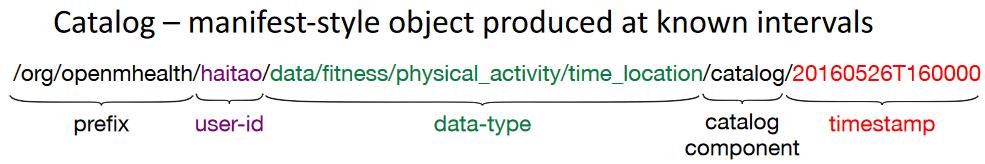 Catalog – manifest-style object produced at known intervals
/org/openmhealth/haitao/data/fitness/physical_activity/time_location/catalog/20160526T160000
prefix user-id data-type catalog component timestamp